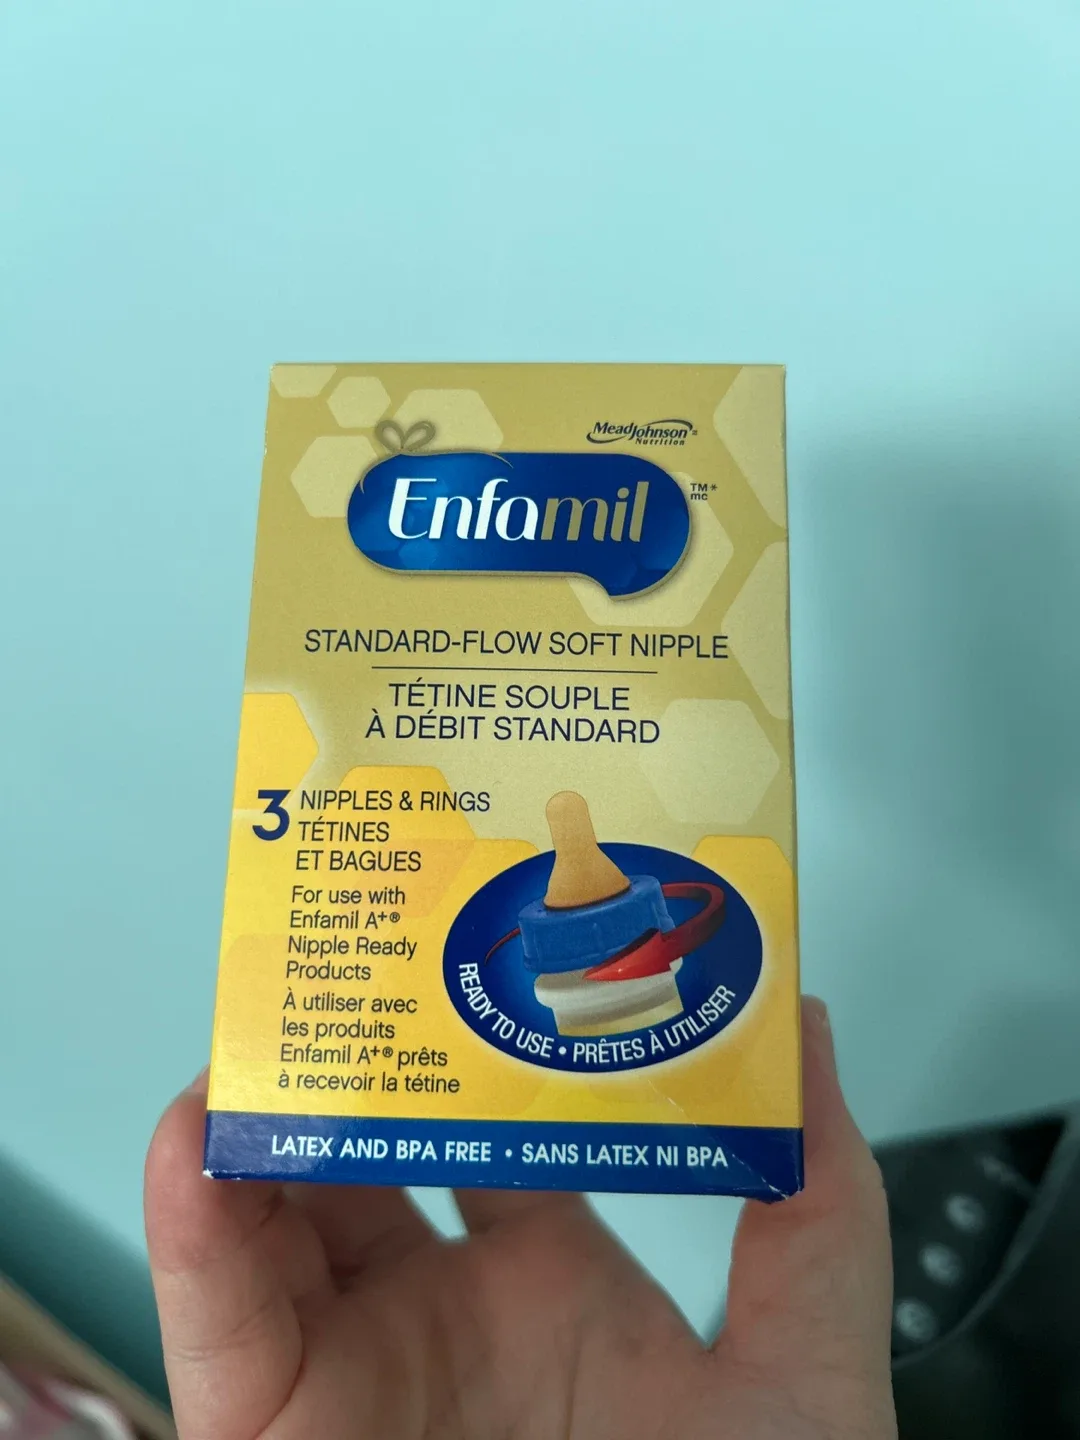 MeadJohnson
Nutrition
Enfamil
TM*
mc
STANDARD-FLOW SOFT NIPPLE
TÉTINE SOUPLE
À DÉBIT STANDARD
3 NIPPLES & RINGS
TÉTINES
ET BAGUES
For use with
Enfamil A+®
Nipple Ready
Products
À utiliser avec
les produits
Enfamil A+® prêts
à recevoir la tétine
READY TO USE • PRÊTES À UTILISER
LATEX AND BPA FREE • SANS LATEX NI BPA